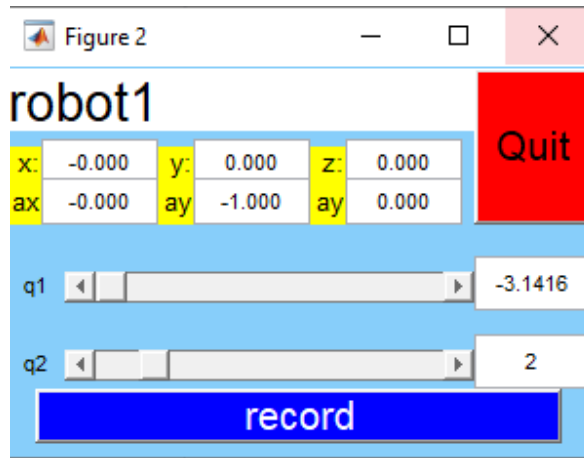 Figure 2
robot1
Quit
x: -0.000 y: 0.000 z: 0.000
ax -0.000 ay -1.000 ay 0.000
q1 -3.1416
q2 2
record